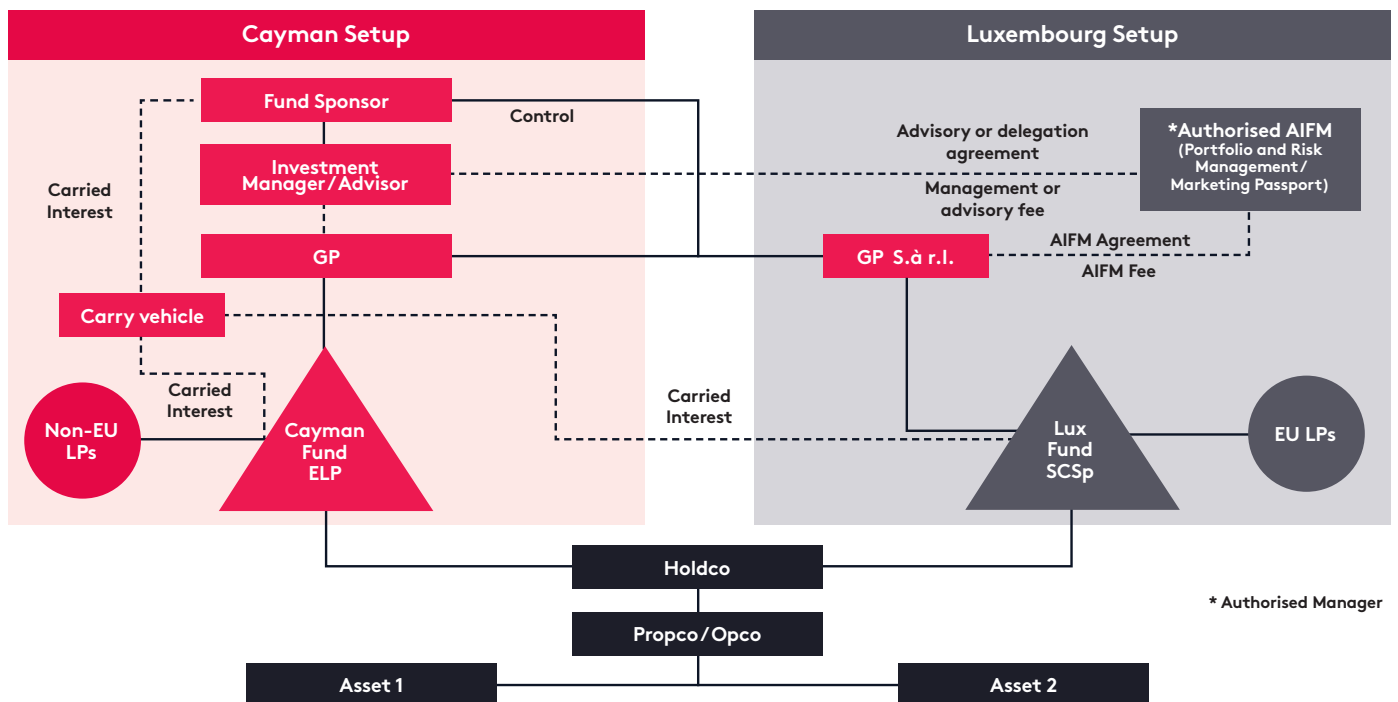 Cayman Setup
Luxembourg Setup
Fund Sponsor
Control
Investment
Manager/Advisor
Advisory or delegation
agreement
*Authorised AIFM
(Portfolio and Risk
Management/
Marketing Passport)
Carried
Interest
Management or
advisory fee
GP
GP S.à r.l.
AIFM Agreement
AIFM Fee
Carry vehicle
Carried
Interest
Carried
Interest
Non-EU
LPs
Cayman
Fund
ELP
Lux
Fund
SCSp
EU LPs
Holdco
* Authorised Manager
Propco/Opco
Asset 1
Asset 2